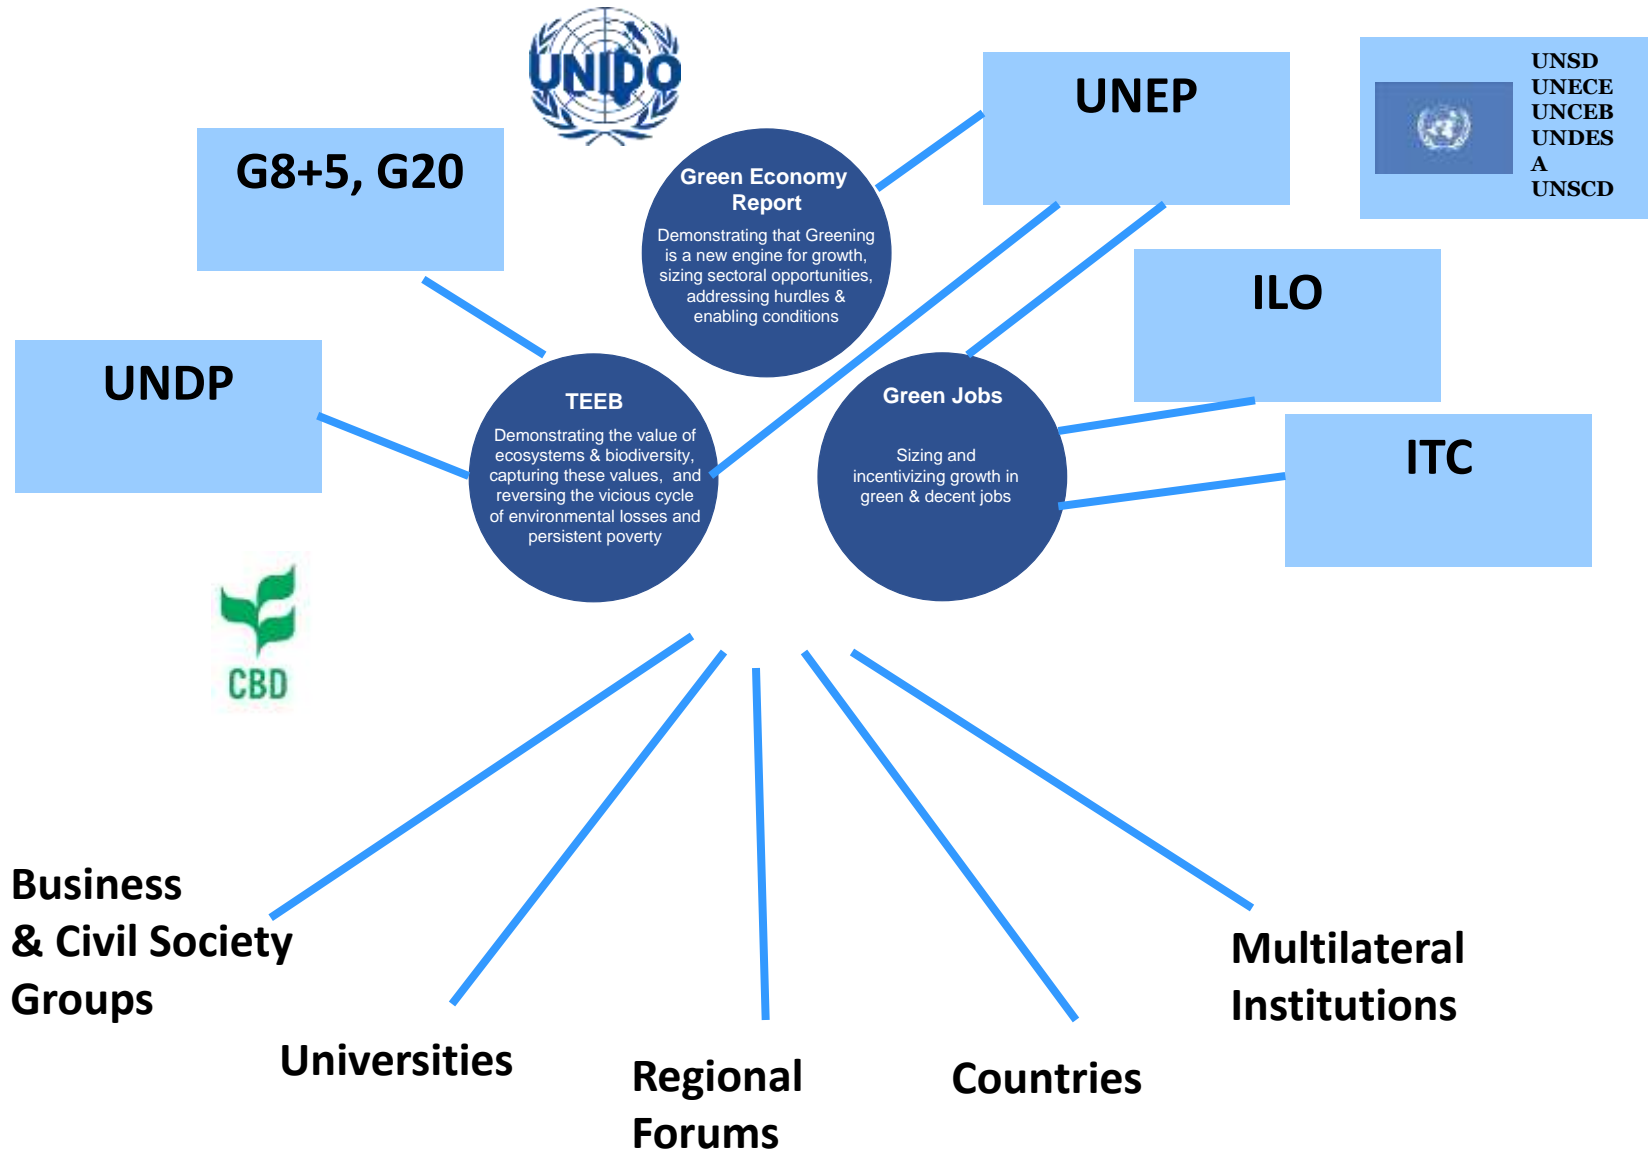 UNIDO
UNEP
UNSD
UNECE
UNCEB
UNDES
A
UNSCD
G8+5, G20
Green Economy
Report
Demonstrating that Greening
is a new engine for growth,
sizing sectoral opportunities,
addressing hurdles &
enabling conditions
ILO
UNDP
TEEB
Demonstrating the value of
ecosystems & biodiversity,
capturing these values, and
reversing the vicious cycle
of environmental losses and
persistent poverty
Green Jobs
Sizing and
incentivizing growth in
green & decent jobs
ITC
CBD
Business
& Civil Society
Groups
Universities
Regional
Forums
Countries
Multilateral
Institutions